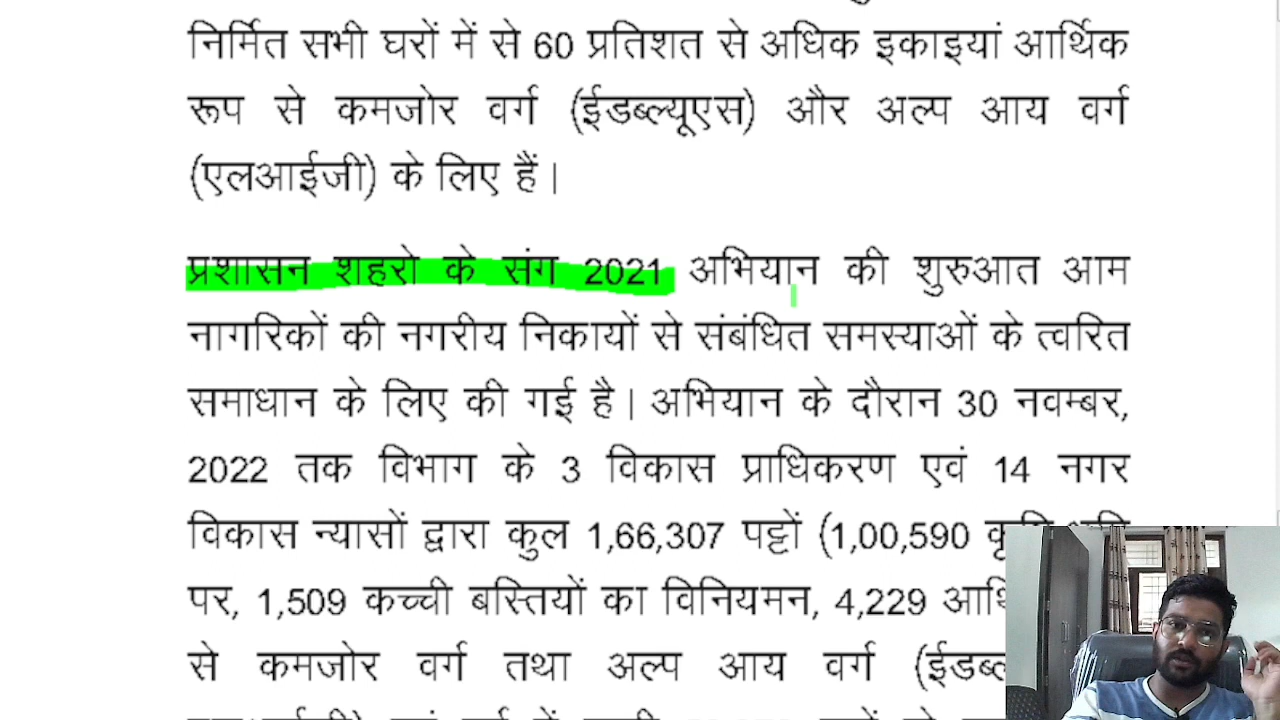 निर्मित सभी घरों में से 60 प्रतिशत से अधिक इकाइयां आर्थिक
रूप से कमजोर वर्ग (ईडब्ल्यूएस) और अल्प आय वर्ग
(एलआईजी) के लिए हैं।
प्रशासन शहरो के संग 2021 अभियान की शुरुआत आम
नागरिकों की नगरीय निकायों से संबंधित समस्याओं के त्वरित
समाधान के लिए की गई है। अभियान के दौरान 30 नवम्बर,
2022 तक विभाग के 3 विकास प्राधिकरण एवं 14 नगर
विकास न्यासों द्वारा कुल 1,66,307 पट्टों (1,00,590
पर, 1,509 कच्ची बस्तियों का विनियमन, 4,229
से कमजोर वर्ग तथा अल्प आय वर्ग